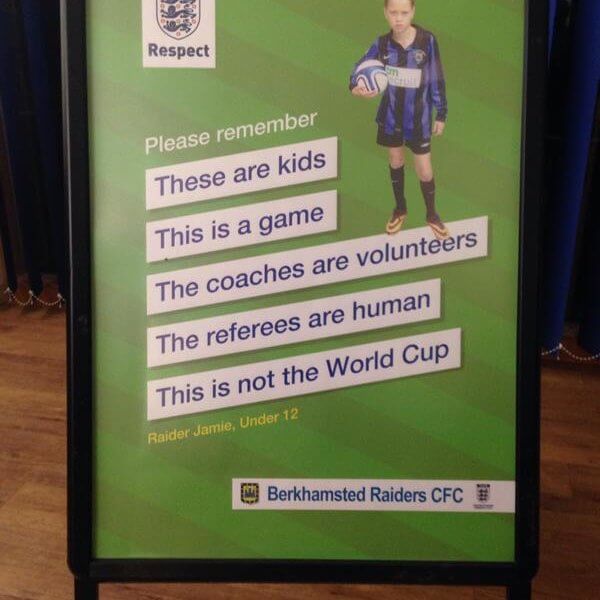 Respect
Please remember
These are kids
This is a game
The coaches are volunteers
The referees are human
This is not the World Cup
Raider Jamie, Under 12
Berkhamsted Raiders CFC